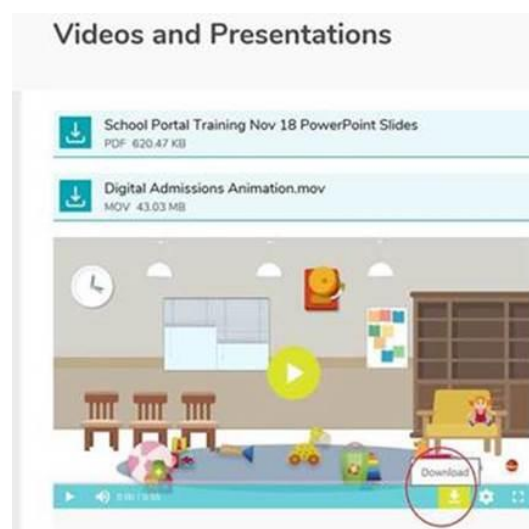 Videos and Presentations
School Portal Training Nov 18 PowerPoint Slides
PDF 620.47 KB
Digital Admissions Animation.mov
MOV 43.03 MB
Download